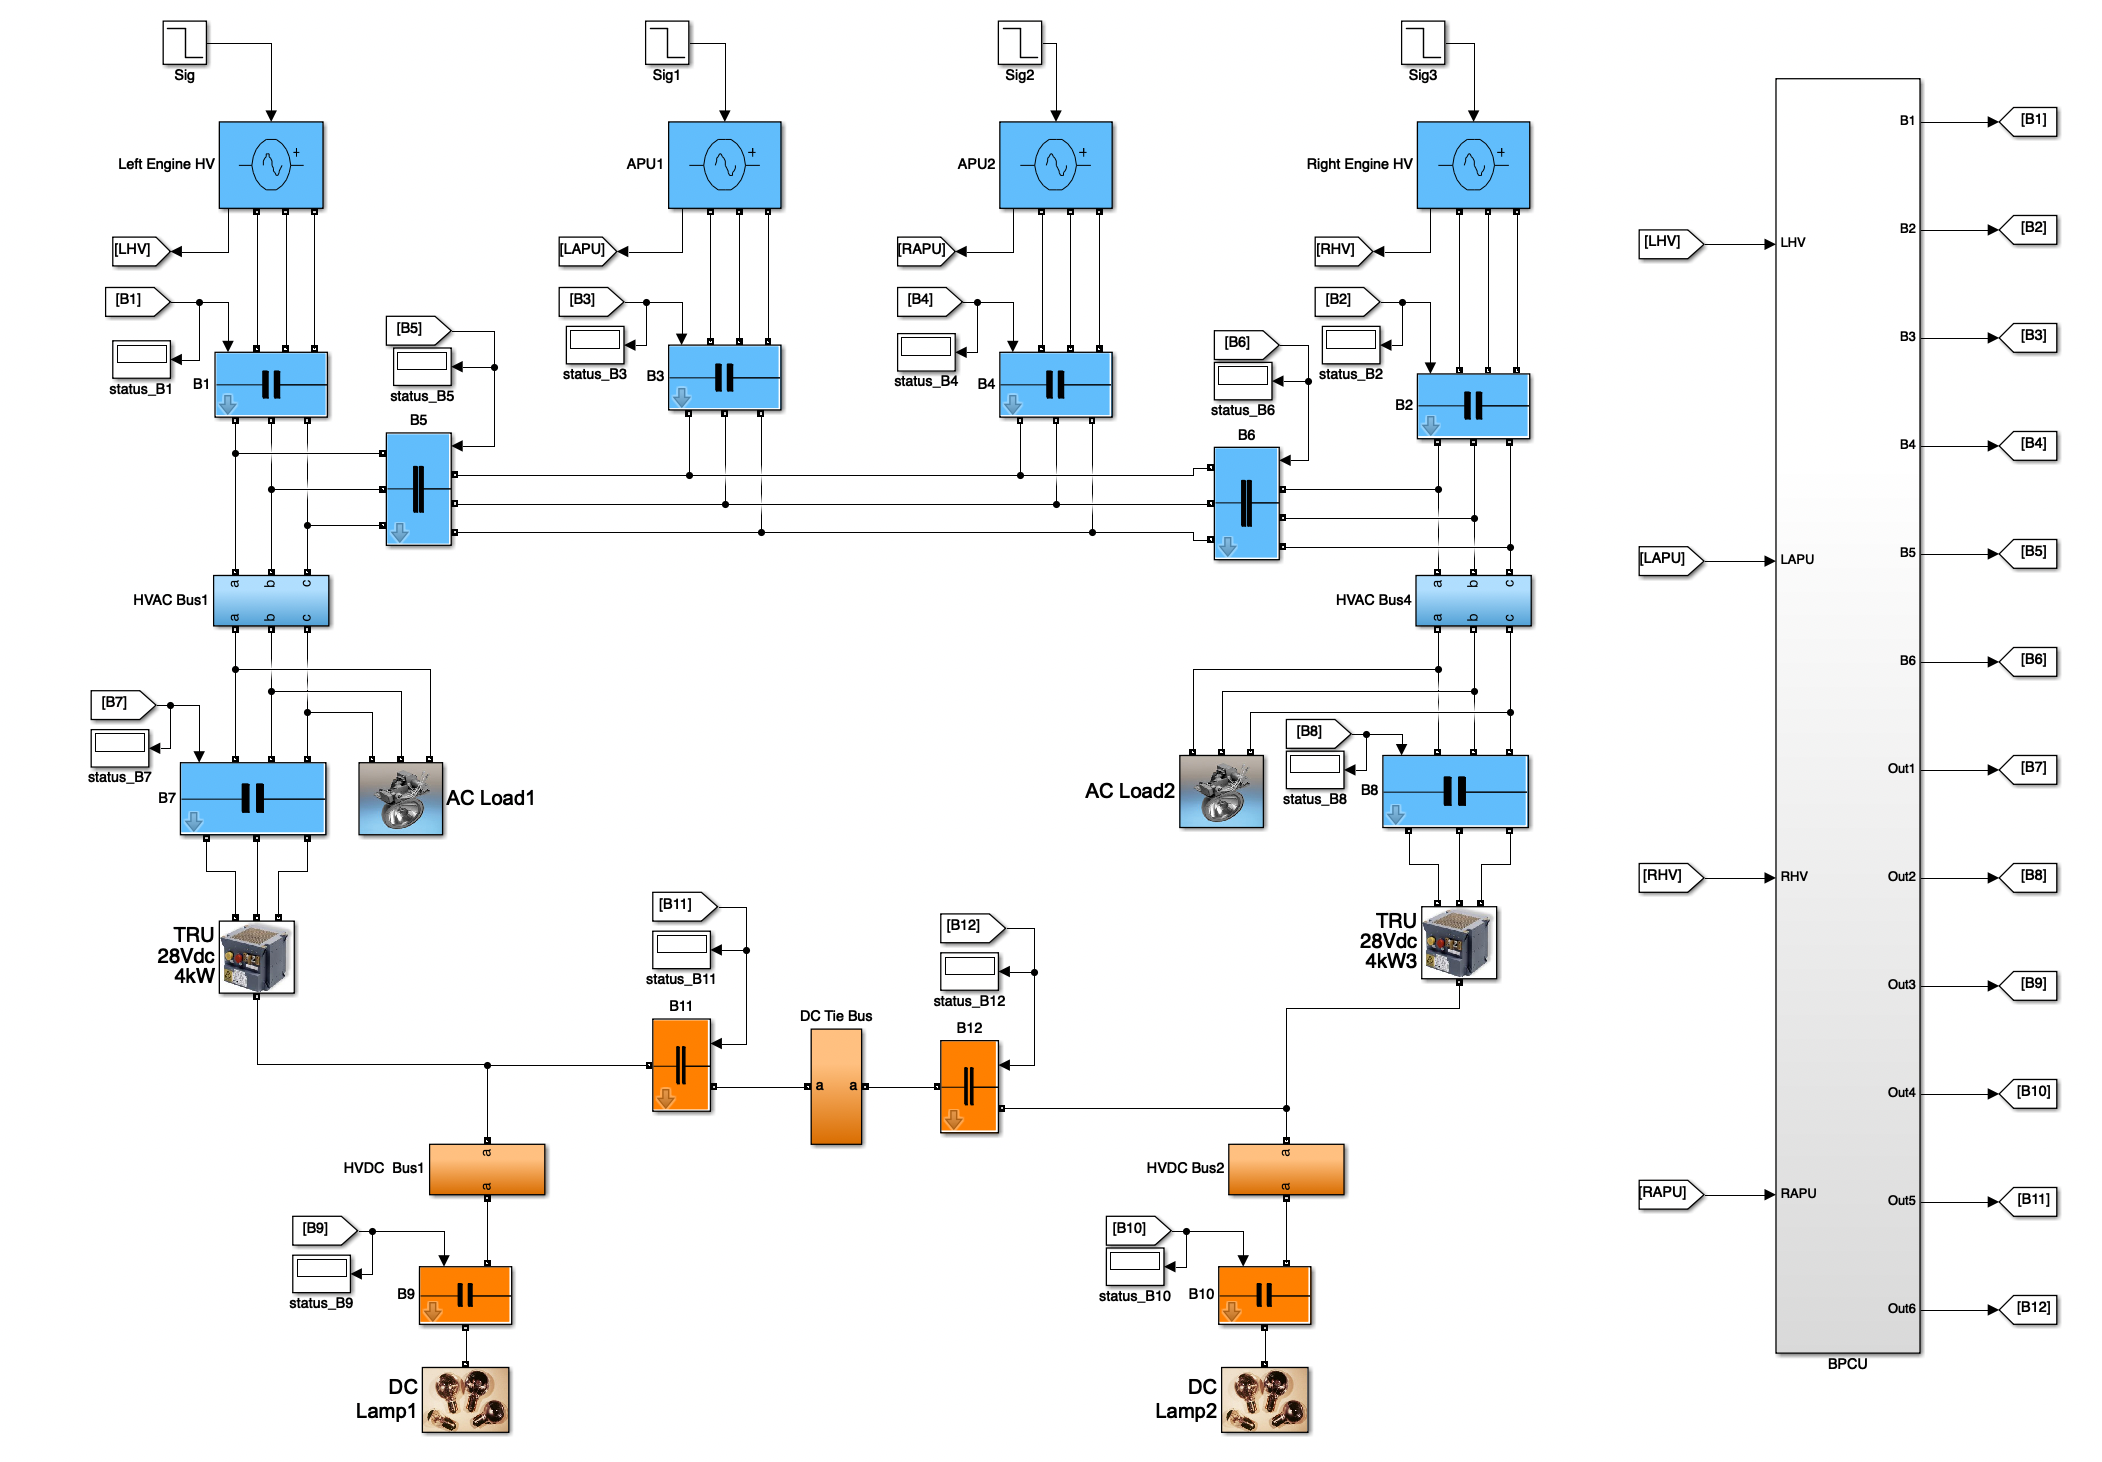 Sig
Sig1
Sig2
Sig3
Left Engine HV
APU1
APU2
Right Engine HV
[LHV]
[LAPU]
[RAPU]
[RHV]
[B1]
status_B1
B1
[B5]
status_B5
B5
[B3]
status_B3
B3
[B4]
status_B4
B4
[B6]
status_B6
B6
[B2]
status_B2
B2
a b c
HVAC Bus1
a b c
a b c
HVAC Bus4
a b c
[B7]
status_B7
B7
AC Load1
AC Load2
[B8]
status_B8
B8
TRU
28Vdc
4kW
[B11]
status_B11
B11
DC Tie Bus
a a
[B12]
status_B12
B12
TRU
28Vdc
4kW3
a
HVDC Bus1
a
a
HVDC Bus2
a
[B9]
status_B9
B9
[B10]
status_B10
B10
DC
Lamp1
DC
Lamp2
[LHV]
LHV
[LAPU]
LAPU
[RHV]
RHV
[RAPU]
RAPU
B1 [B1]
B2 [B2]
B3 [B3]
B4 [B4]
B5 [B5]
B6 [B6]
Out1 [B7]
Out2 [B8]
Out3 [B9]
Out4 [B10]
Out5 [B11]
Out6 [B12]
BPCU